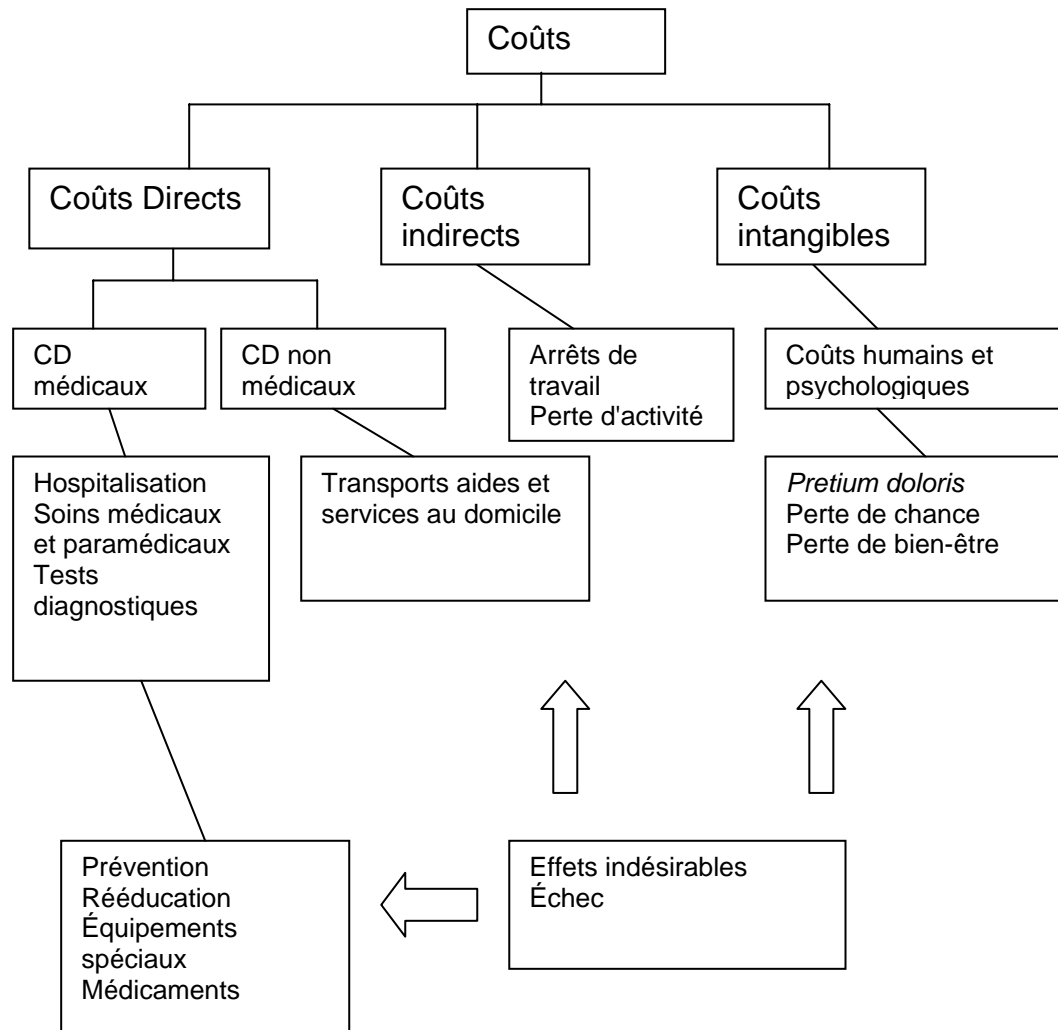 Coûts
Coûts Directs
Coûts
indirects
Coûts
intangibles
CD
médicaux
CD non
médicaux
Arrêts de
travail
Perte d'activité
Coûts humains et
psychologiques
Hospitalisation
Soins médicaux
et paramédicaux
Tests
diagnostiques
Transports aides et
services au domicile
Pretium doloris
Perte de chance
Perte de bien-être
Prévention
Rééducation
Équipements
spéciaux
Médicaments
Effets indésirables
Échec